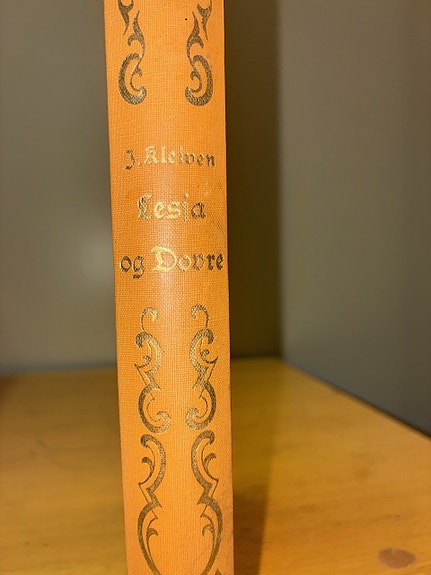 J. Kleiven
Lesja
og Dovre